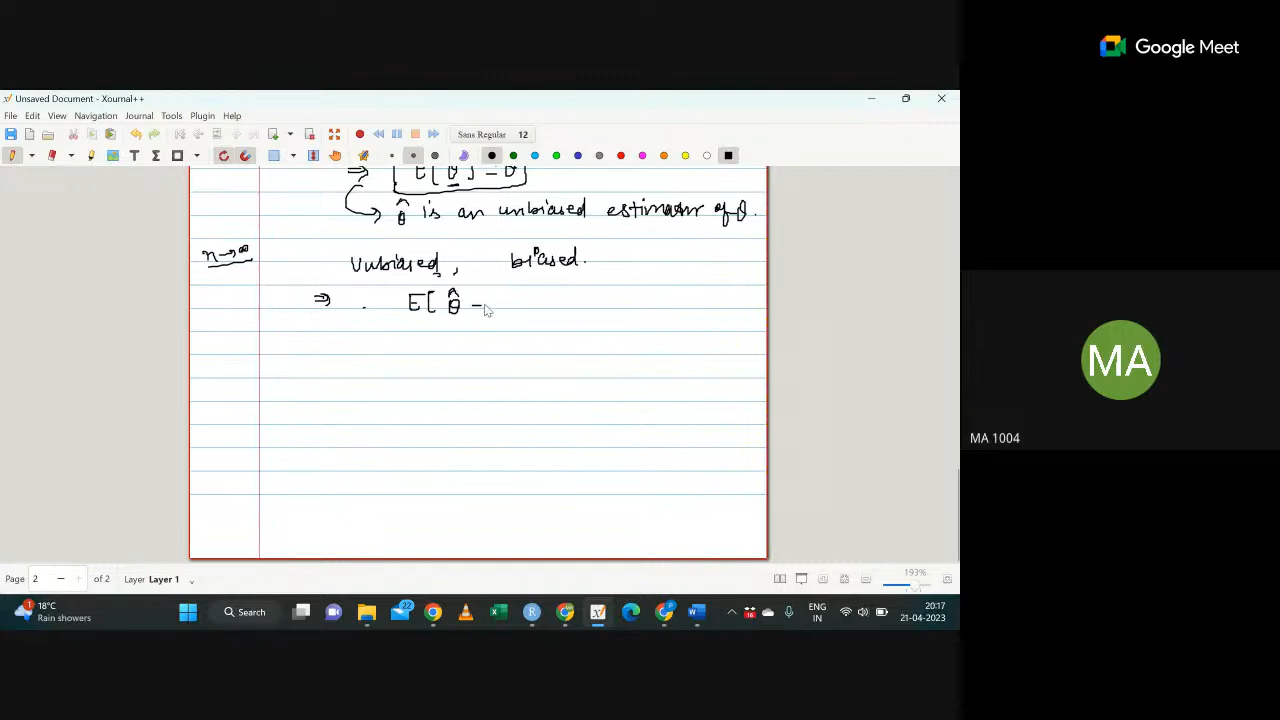 Google Meet
Unsaved Document - Xournal++
File Edit View Navigation Journal Tools Plugin Help
Sans Regular 12
⇒ E[θ̂] = θ
θ̂ is an unbiased estimator of θ.
n→∞
Unbiased, biased.
⇒ . E[ θ̂ -
MA
MA 1004
193%
Page 2 of 2 Layer Layer 1
18°C
Rain showers
Search
22
16
ENG
IN
20:17
21-04-2023